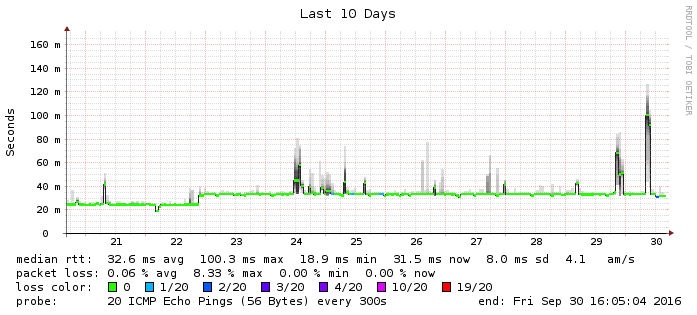 Last 10 Days
RRDTOOL / TOBI OETIKER
Seconds
160 m
140 m
120 m
100 m
80 m
60 m
40 m
20 m
0
21 22 23 24 25 26 27 28 29 30
median rtt: 32.6 ms avg 100.3 ms max 18.9 ms min 31.5 ms now 8.0 ms sd 4.1 am/s
packet loss: 0.06 % avg 8.33 % max 0.00 % min 0.00 % now
loss color: 0 1/20 2/20 3/20 4/20 10/20 19/20
probe: 20 ICMP Echo Pings (56 Bytes) every 300s end: Fri Sep 30 16:05:04 2016